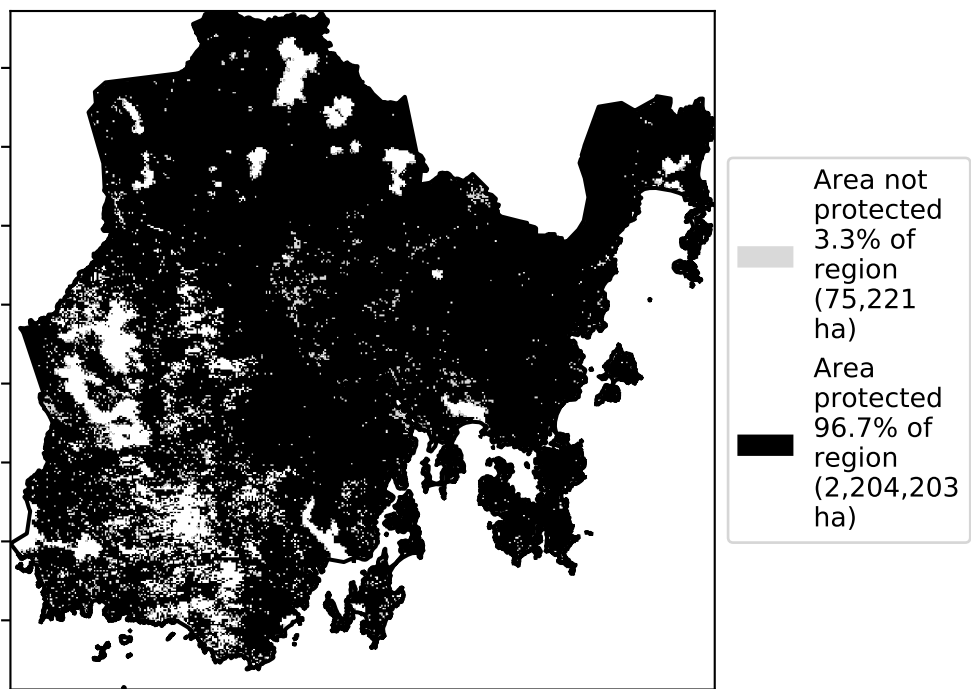 Area not
protected
3.3% of
region
(75,221
ha)
Area
protected
96.7% of
region
(2,204,203
ha)